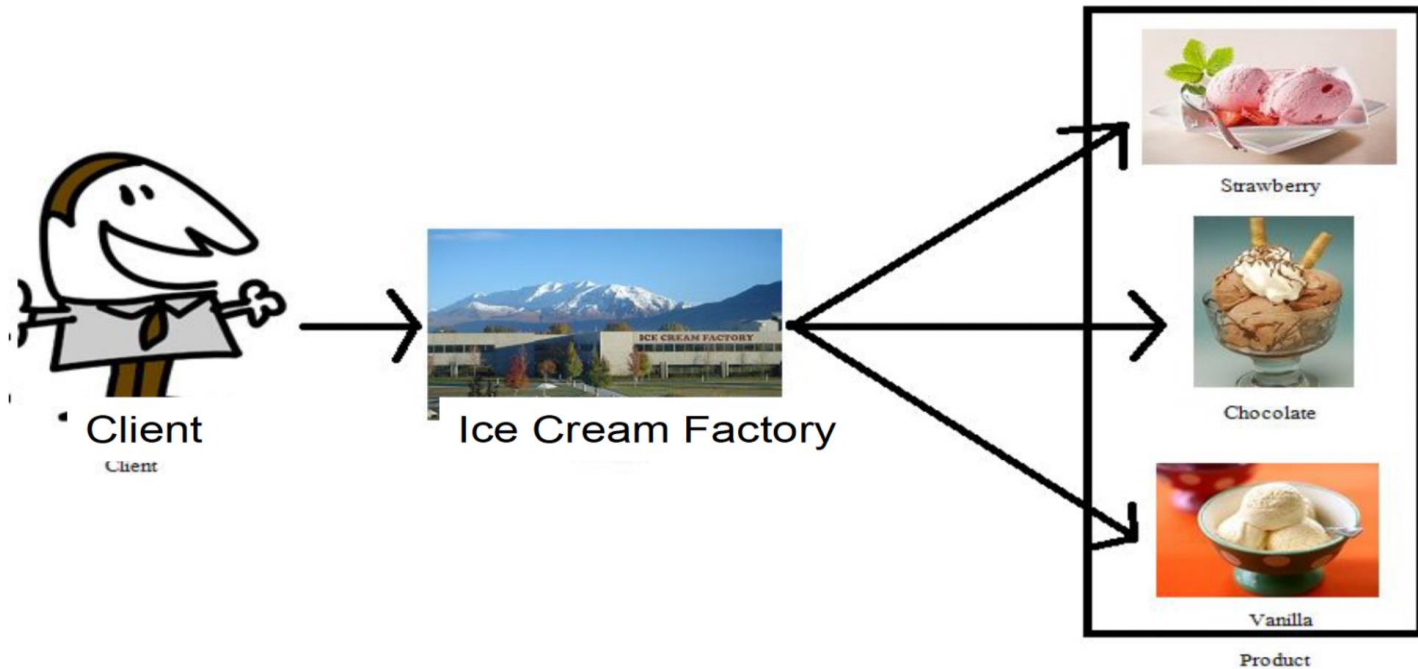 Client
Client
ICE CREAM FACTORY
Ice Cream Factory
Strawberry
Chocolate
Vanilla
Product